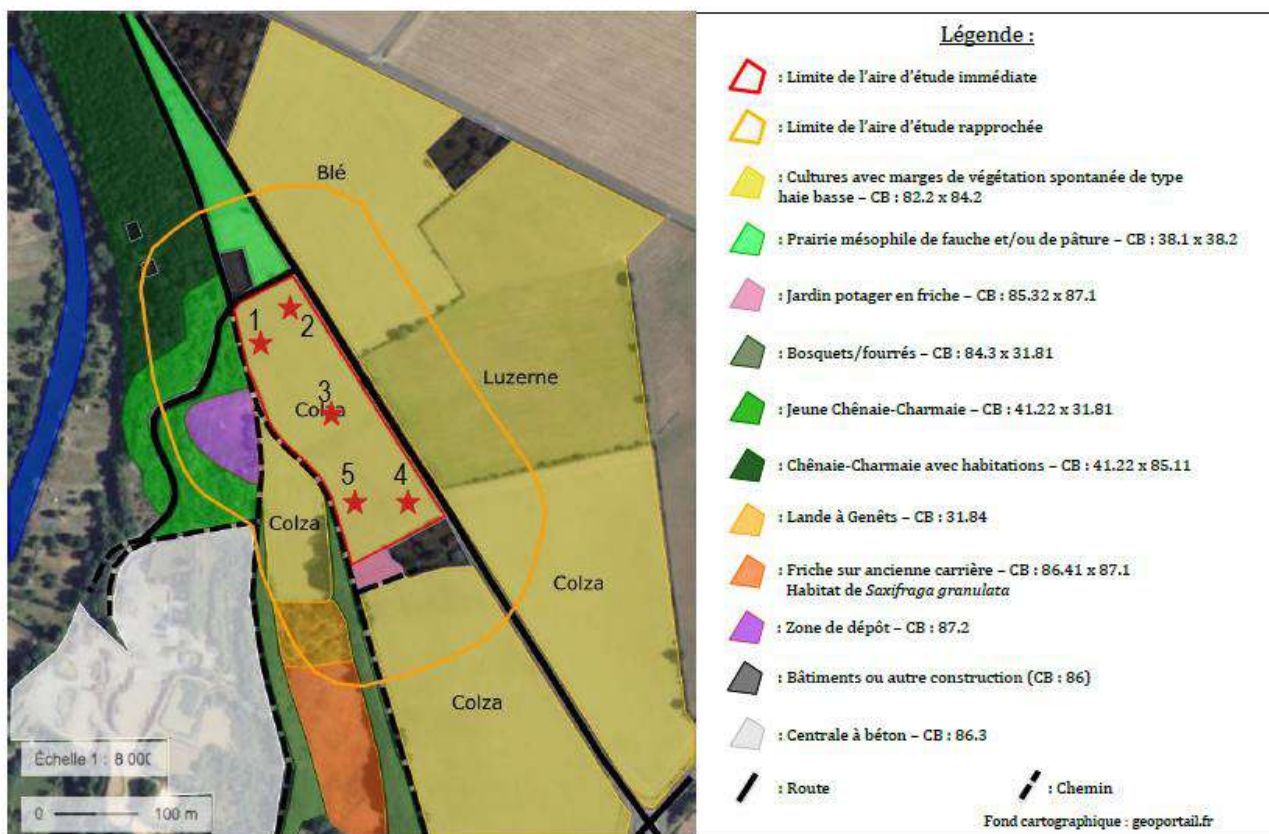 Blé
1
2
Luzerne
3
Colza
5
4
Colza
Colza
Colza
Échelle 1 : 8 000
0 100 m
Légende :
: Limite de l'aire d'étude immédiate
: Limite de l'aire d'étude rapprochée
: Cultures avec marges de végétation spontanée de type
haie basse – CB : 82.2 x 84.2
: Prairie mésophile de fauche et/ou de pâture – CB : 38.1 x 38.2
: Jardin potager en friche – CB : 85.32 x 87.1
: Bosquets/fourrés – CB : 84.3 x 31.81
: Jeune Chênaie-Charmaie – CB : 41.22 x 31.81
: Chênaie-Charmaie avec habitations – CB : 41.22 x 85.11
: Lande à Genêts – CB : 31.84
: Friche sur ancienne carrière – CB : 86.41 x 87.1
Habitat de Saxifraga granulata
: Zone de dépôt – CB : 87.2
: Bâtiments ou autre construction (CB : 86)
: Centrale à béton – CB : 86.3
: Route : Chemin
Fond cartographique : geoportail.fr